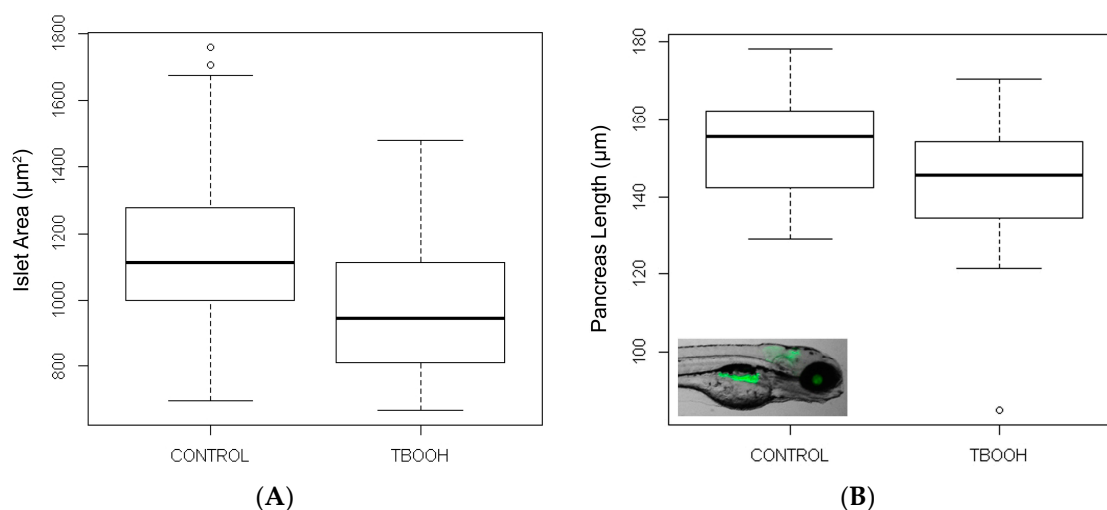 Islet Area (µm²)
1800
1600
1400
1200
1000
800
CONTROL
TBOOH
(A)
Pancreas Length (µm)
180
160
140
120
100
CONTROL
TBOOH
(B)